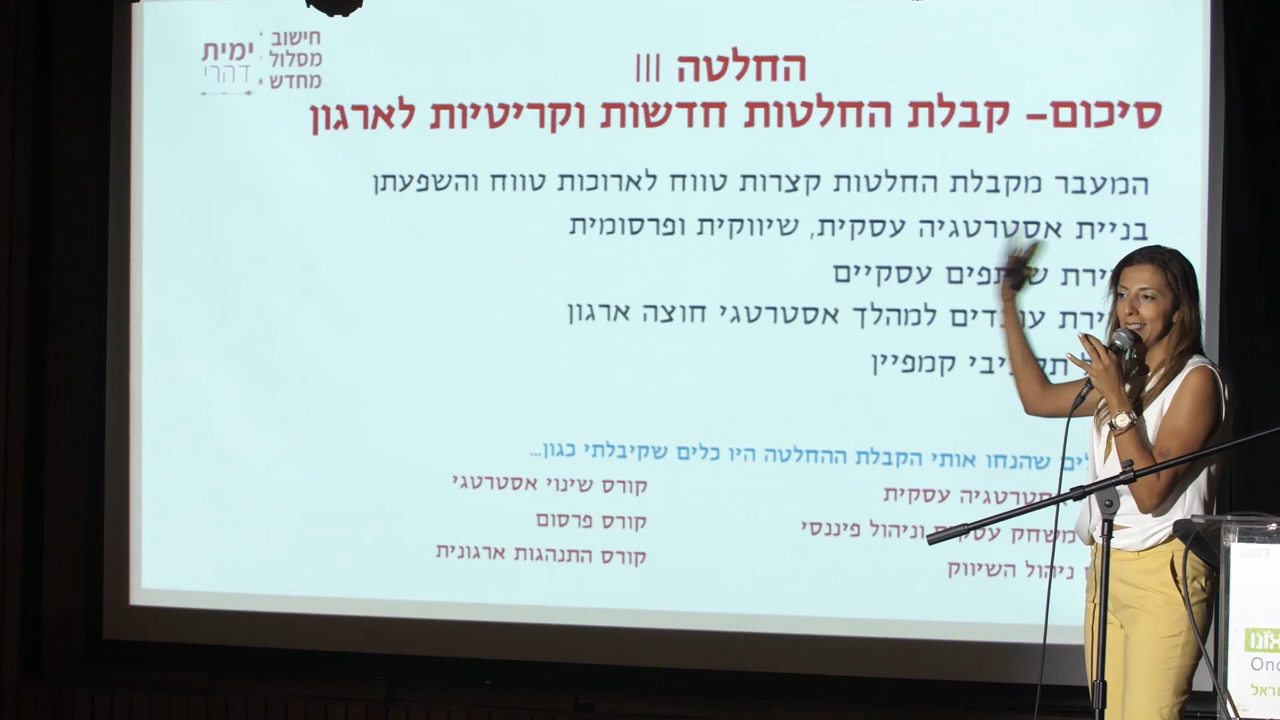 חישוב
מסלול
מחדש
ימית
דהרי
החלטה III
סיכום– קבלת החלטות חדשות וקריטיות לארגון
המעבר מקבלת החלטות קצרות טווח לארוכות טווח והשפעתן
בניית אסטרטגיה עסקית, שיווקית ופרסומית
עסקיים
למהלך אסטרטגי חוצה ארגון
קמפיין
שהנחו אותי הקבלת ההחלטה היו כלים שקיבלתי כגון...
אסטרטגיה עסקית
משחק עסקים וניהול פיננסי
ניהול השיווק
קורס שינוי אסטרטגי
קורס פרסום
קורס התנהגות ארגונית